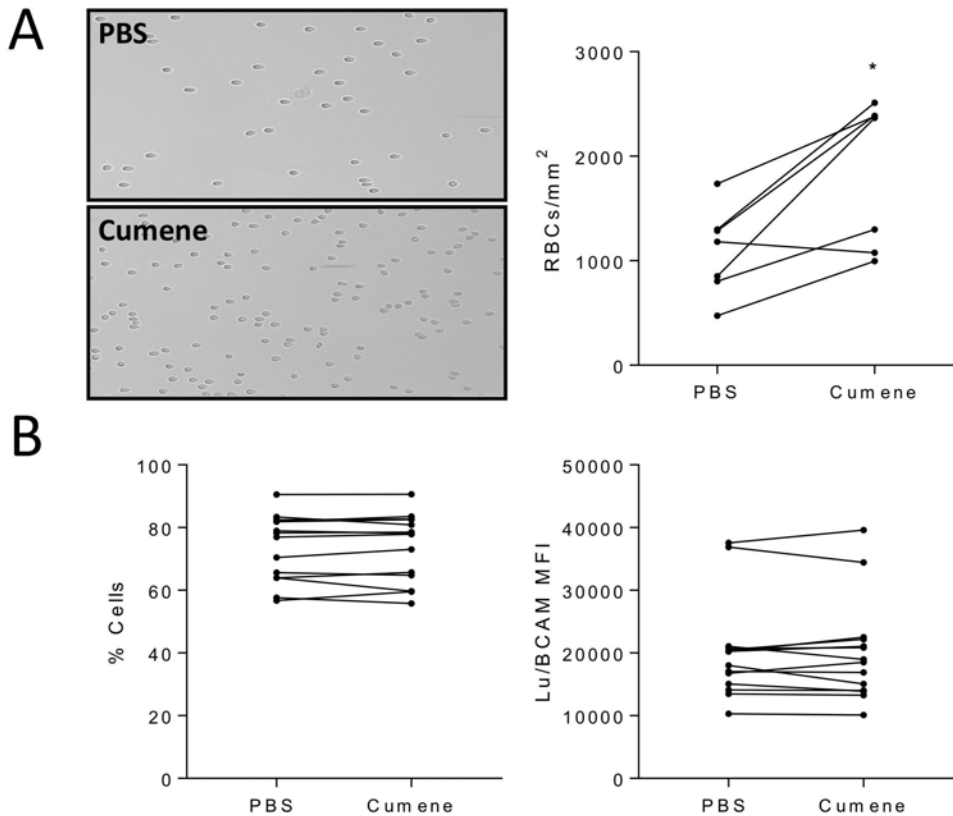 A
PBS
Cumene
RBCs/mm²
3000
2000
1000
0
*
PBS
Cumene
B
% Cells
100
80
60
40
20
0
PBS
Cumene
Lu/BCAM MFI
50000
40000
30000
20000
10000
0
PBS
Cumene